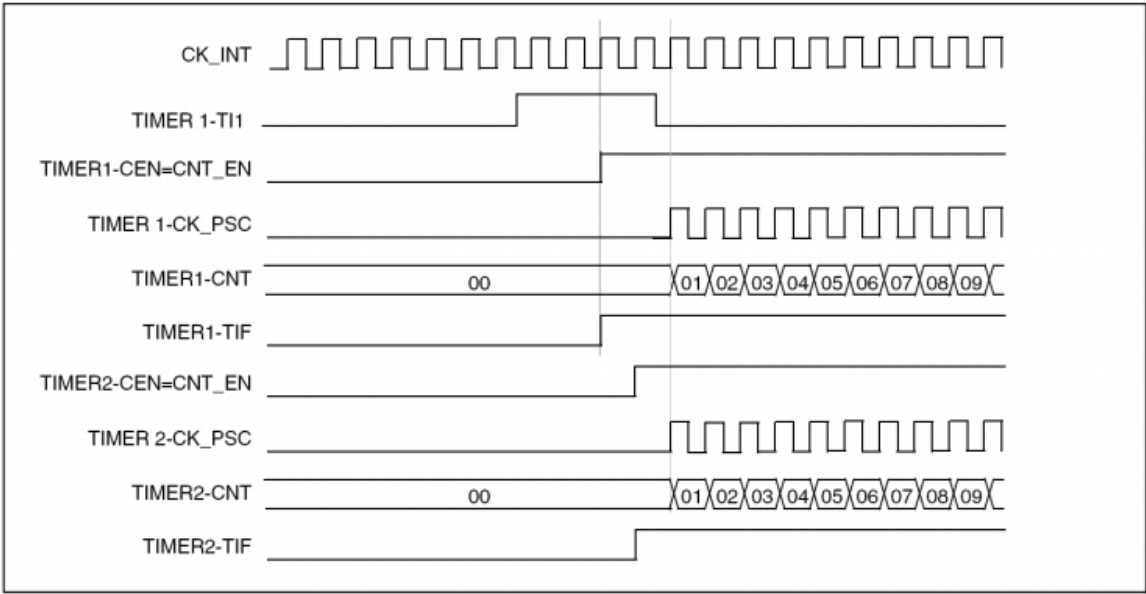 CK_INT
TIMER 1-TI1
TIMER1-CEN=CNT_EN
TIMER 1-CK_PSC
TIMER1-CNT 00 01 02 03 04 05 06 07 08 09
TIMER1-TIF
TIMER2-CEN=CNT_EN
TIMER 2-CK_PSC
TIMER2-CNT 00 01 02 03 04 05 06 07 08 09
TIMER2-TIF